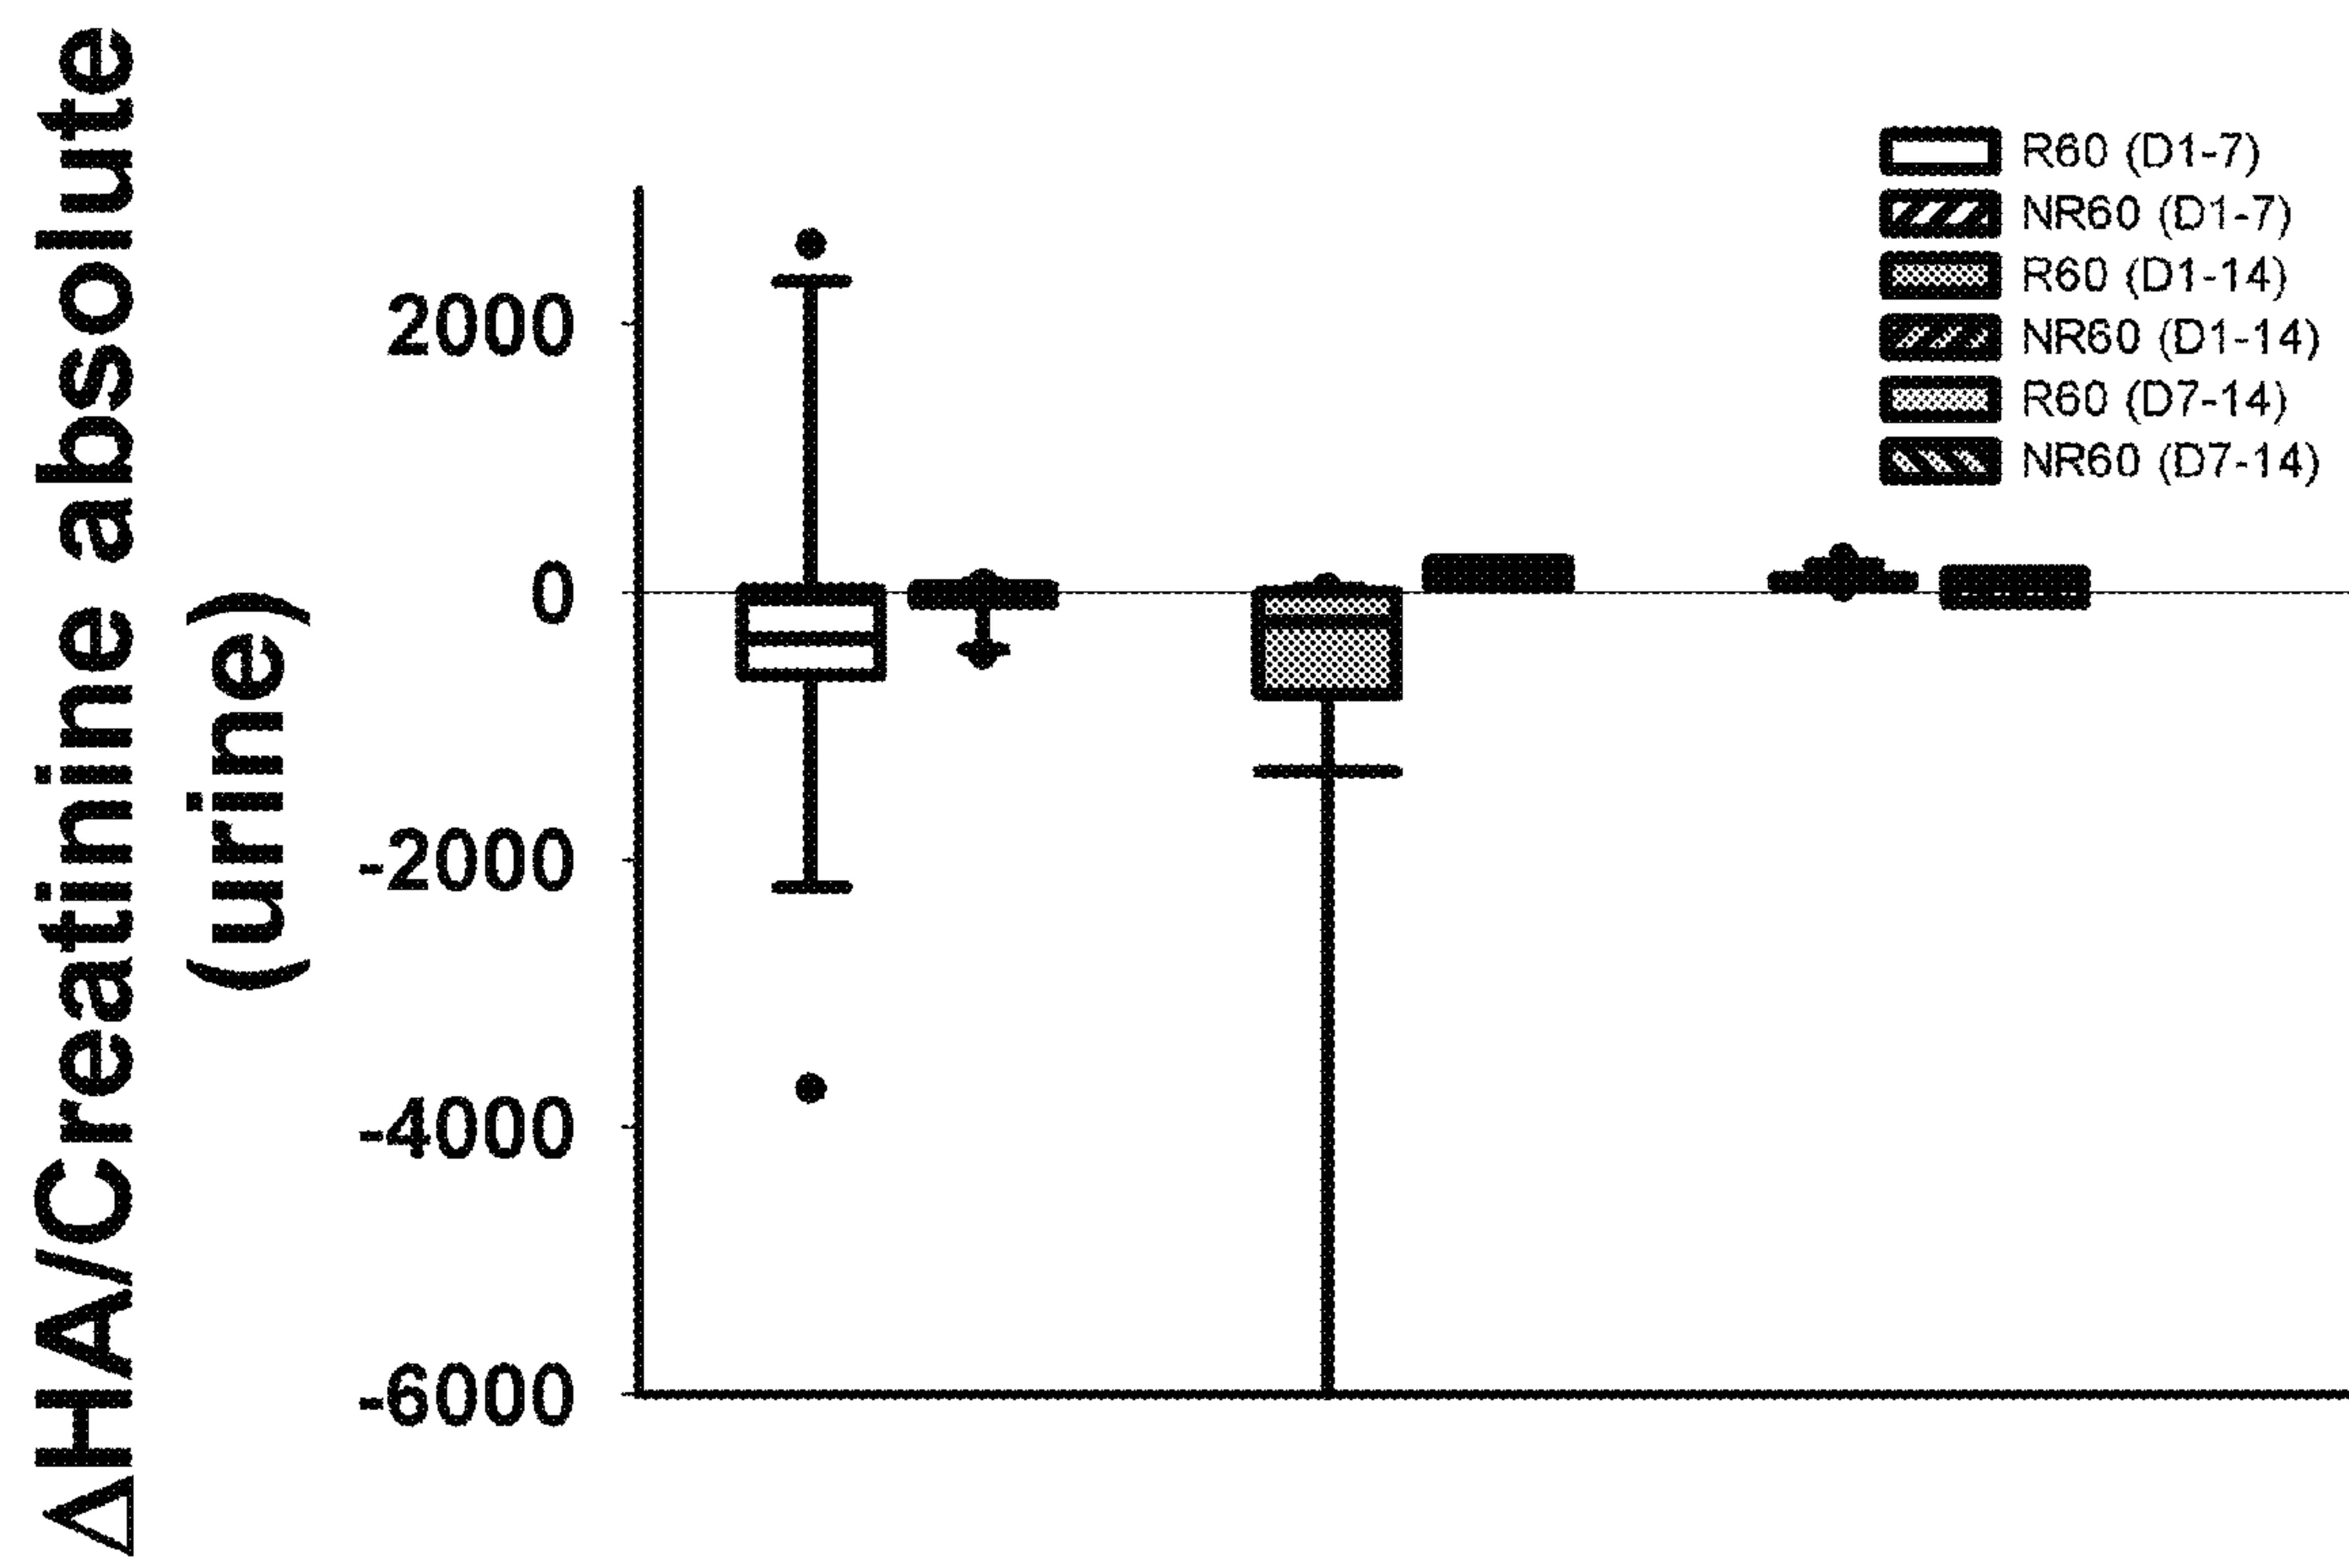 ΔHA/Creatinine absolute
(urine)
2000
0
-2000
-4000
-6000
R60 (D1-7)
NR60 (D1-7)
R60 (D1-14)
NR60 (D1-14)
R60 (D7-14)
NR60 (D7-14)